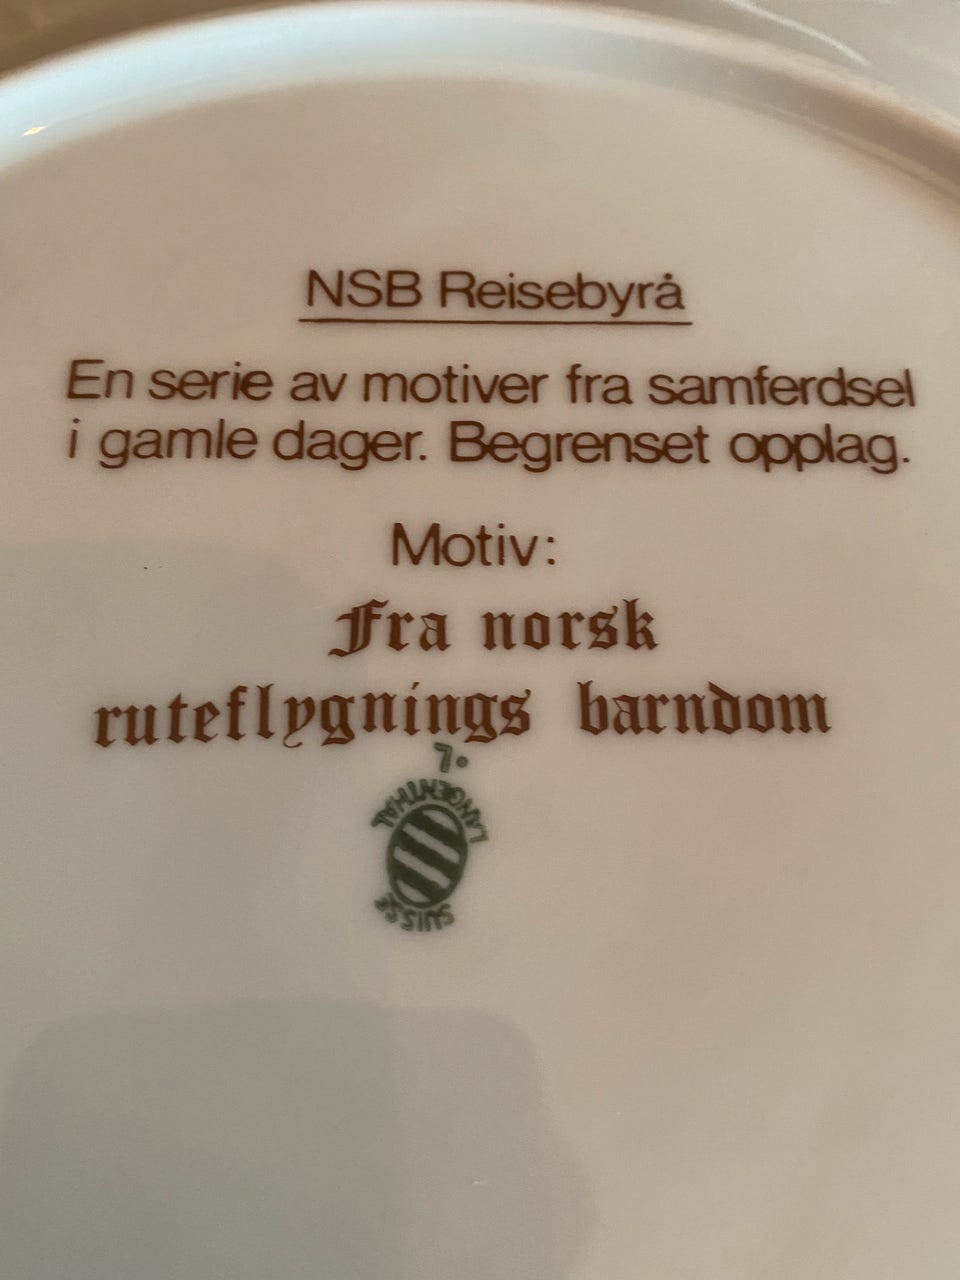 NSB Reisebyrå
En serie av motiver fra samferdsel
i gamle dager. Begrenset opplag.
Motiv:
Fra norsk
ruteflygnings barndom
LANGENTHAL
SUISSE